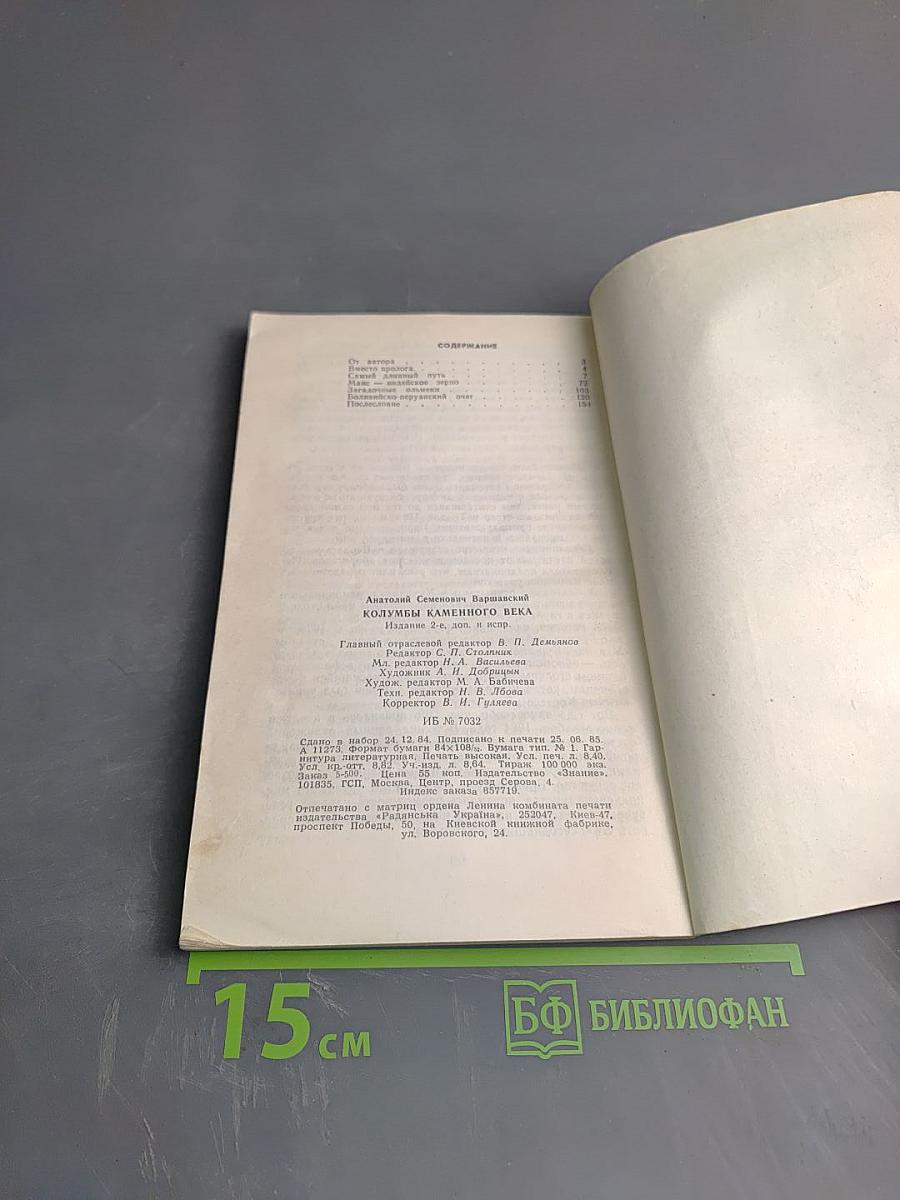 СОДЕРЖАНИЕ
От автора . . . . . . . . . . . . 3
Вместо пролога . . . . . . . . . . . . 4
Самый длинный путь . . . . . . . . . . . . 7
Маис — индейское зерно . . . . . . . . . . . . 72
Загадочные ольмеки . . . . . . . . . . . . 103
Боливийско-перуанский очаг . . . . . . . . . . . . 120
Послесловие . . . . . . . . . . . . 154
Анатолий Семенович Варшавский
КОЛУМБЫ КАМЕННОГО ВЕКА
Издание 2-е, доп. и испр.
Главный отраслевой редактор В. П. Демьянов
Редактор С. П. Столпник
Мл. редактор Н. А. Васильева
Художник А. И. Добрицын
Худож. редактор М. А. Бабичева
Техн. редактор Н. В. Лбова
Корректор В. И. Гуляева
ИБ № 7032
Сдано в набор 24.12.84. Подписано к печати 25. 06. 85.
А 11273. Формат бумаги 84×108/32. Бумага тип. № 1. Гар-
нитура литературная. Печать высокая. Усл. печ. л. 8,40.
Усл. кр.-отт. 8,82. Уч.-изд. л. 8,64. Тираж 100 000 экз.
Заказ 5-500. Цена 55 коп. Издательство «Знание».
101835, ГСП, Москва, Центр, проезд Серова, 4.
Индекс заказа 857719.
Отпечатано с матриц ордена Ленина комбината печати
издательства «Радянська Україна», 252047, Киев-47,
проспект Победы, 50, на Киевской книжной фабрике,
ул. Воровского, 24.
15 см
БФ БИБЛИОФАН